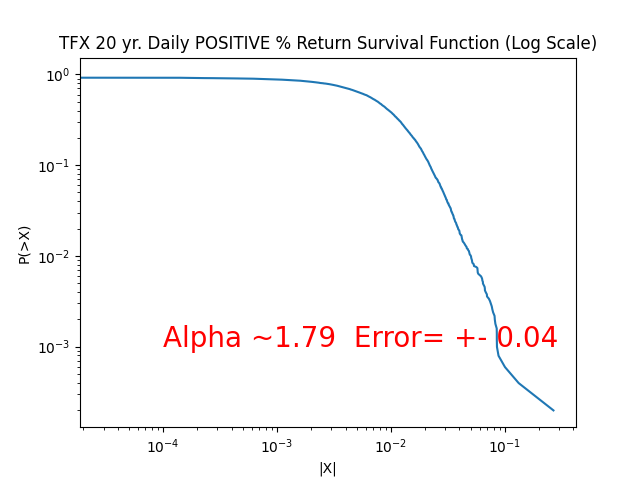 TFX 20 yr. Daily POSITIVE % Return Survival Function (Log Scale)
10⁰
10⁻¹
10⁻²
10⁻³
P(>X)
Alpha ~1.79  Error= +- 0.04
10⁻⁴ 10⁻³ 10⁻² 10⁻¹
|X|